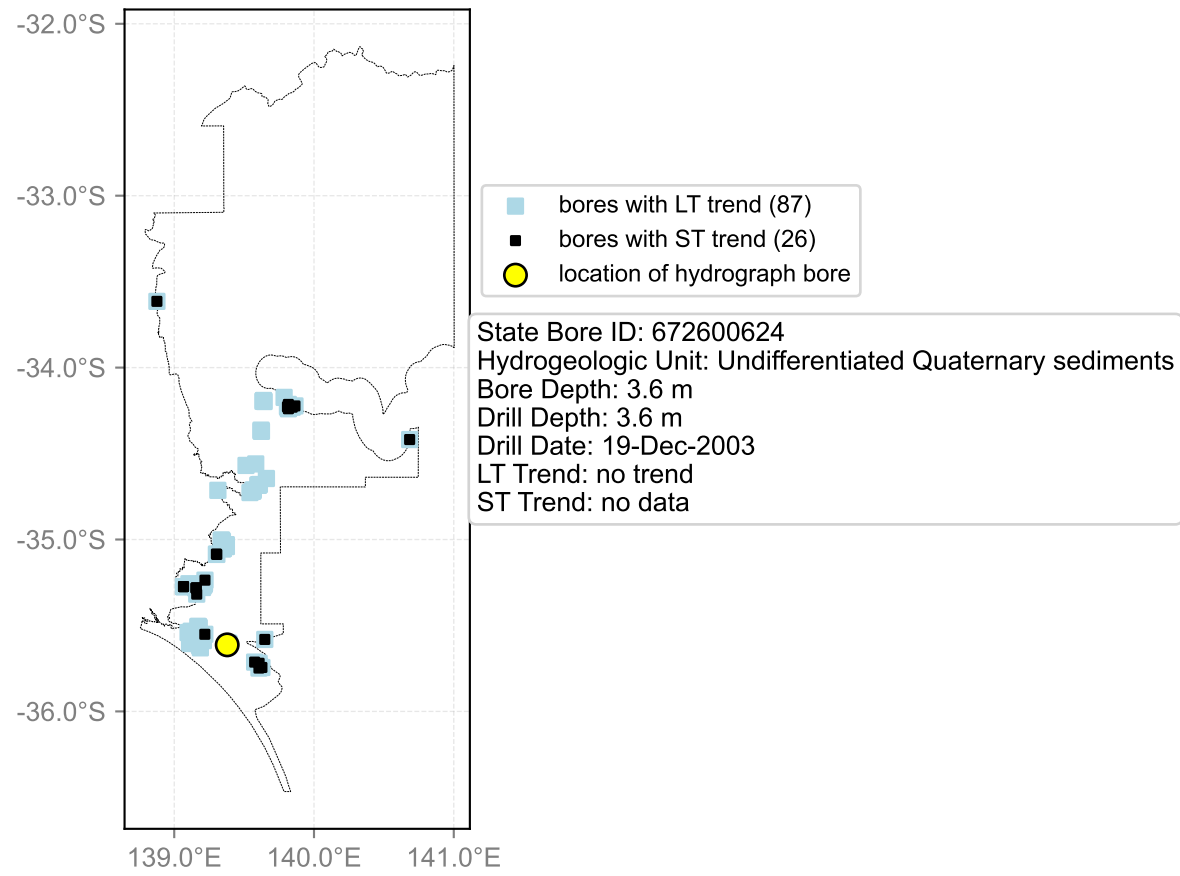 -32.0°S
-33.0°S
-34.0°S
-35.0°S
-36.0°S
139.0°E 140.0°E 141.0°E
bores with LT trend (87)
bores with ST trend (26)
location of hydrograph bore
State Bore ID: 672600624
Hydrogeologic Unit: Undifferentiated Quaternary sediments
Bore Depth: 3.6 m
Drill Depth: 3.6 m
Drill Date: 19-Dec-2003
LT Trend: no trend
ST Trend: no data